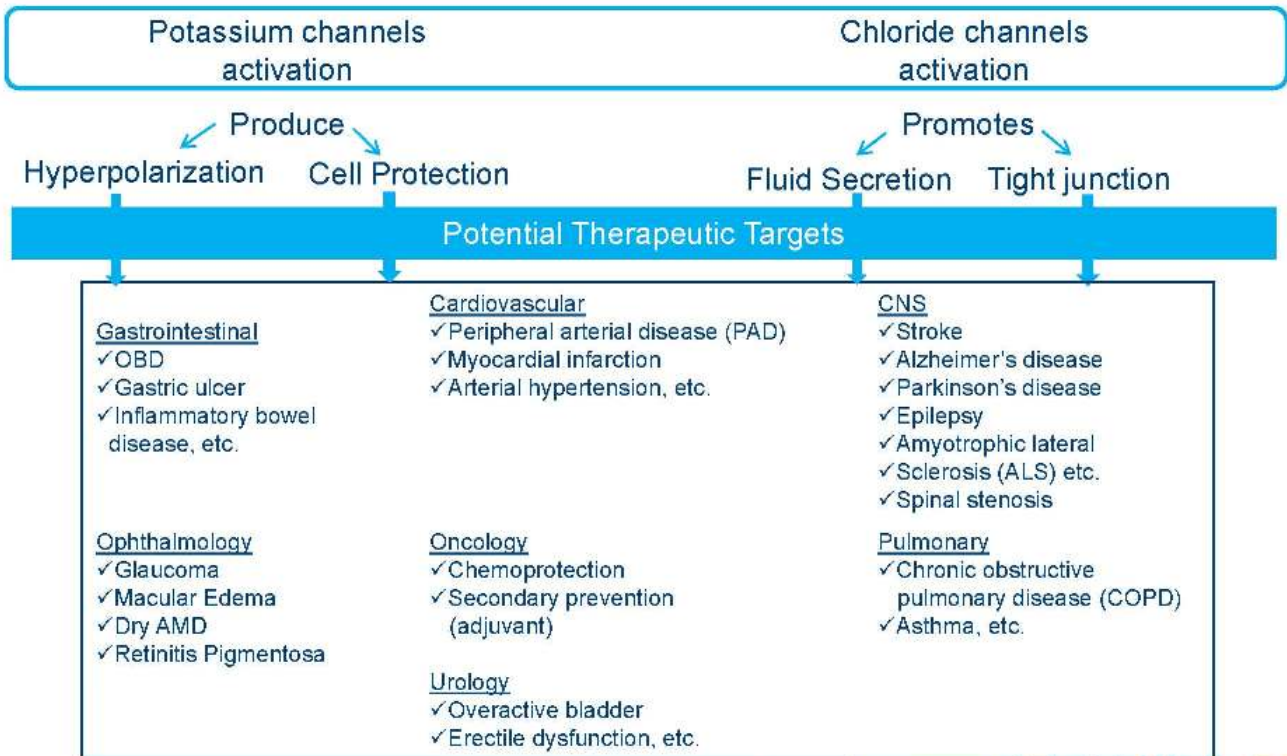 Potassium channels
activation
Chloride channels
activation
Produce
Promotes
Hyperpolarization
Cell Protection
Fluid Secretion
Tight junction
Potential Therapeutic Targets
Gastrointestinal
✓OBD
✓Gastric ulcer
✓Inflammatory bowel
disease, etc.
Cardiovascular
✓Peripheral arterial disease (PAD)
✓Myocardial infarction
✓Arterial hypertension, etc.
CNS
✓Stroke
✓Alzheimer's disease
✓Parkinson's disease
✓Epilepsy
✓Amyotrophic lateral
✓Sclerosis (ALS) etc.
✓Spinal stenosis
Ophthalmology
✓Glaucoma
✓Macular Edema
✓Dry AMD
✓Retinitis Pigmentosa
Oncology
✓Chemoprotection
✓Secondary prevention
(adjuvant)
Pulmonary
✓Chronic obstructive
pulmonary disease (COPD)
✓Asthma, etc.
Urology
✓Overactive bladder
✓Erectile dysfunction, etc.